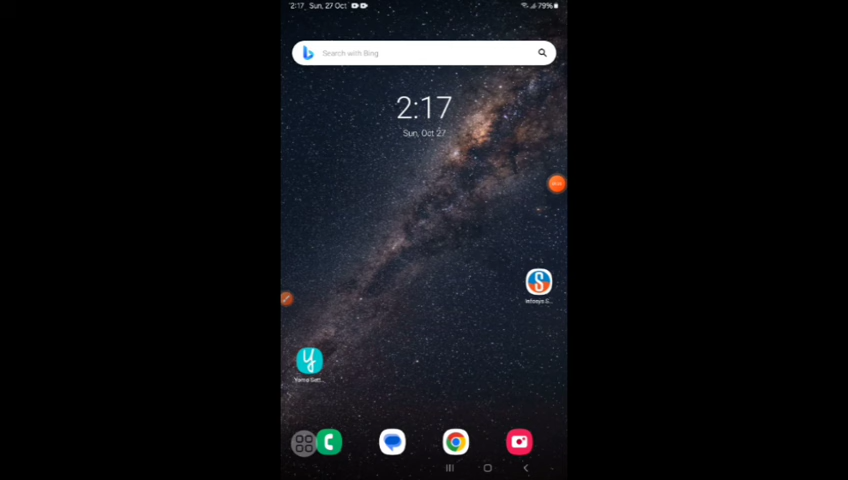 2:17 Sun, 27 Oct 79%
Search with Bing
2:17
Sun, Oct 27
Infosys S...
Yama Satt...